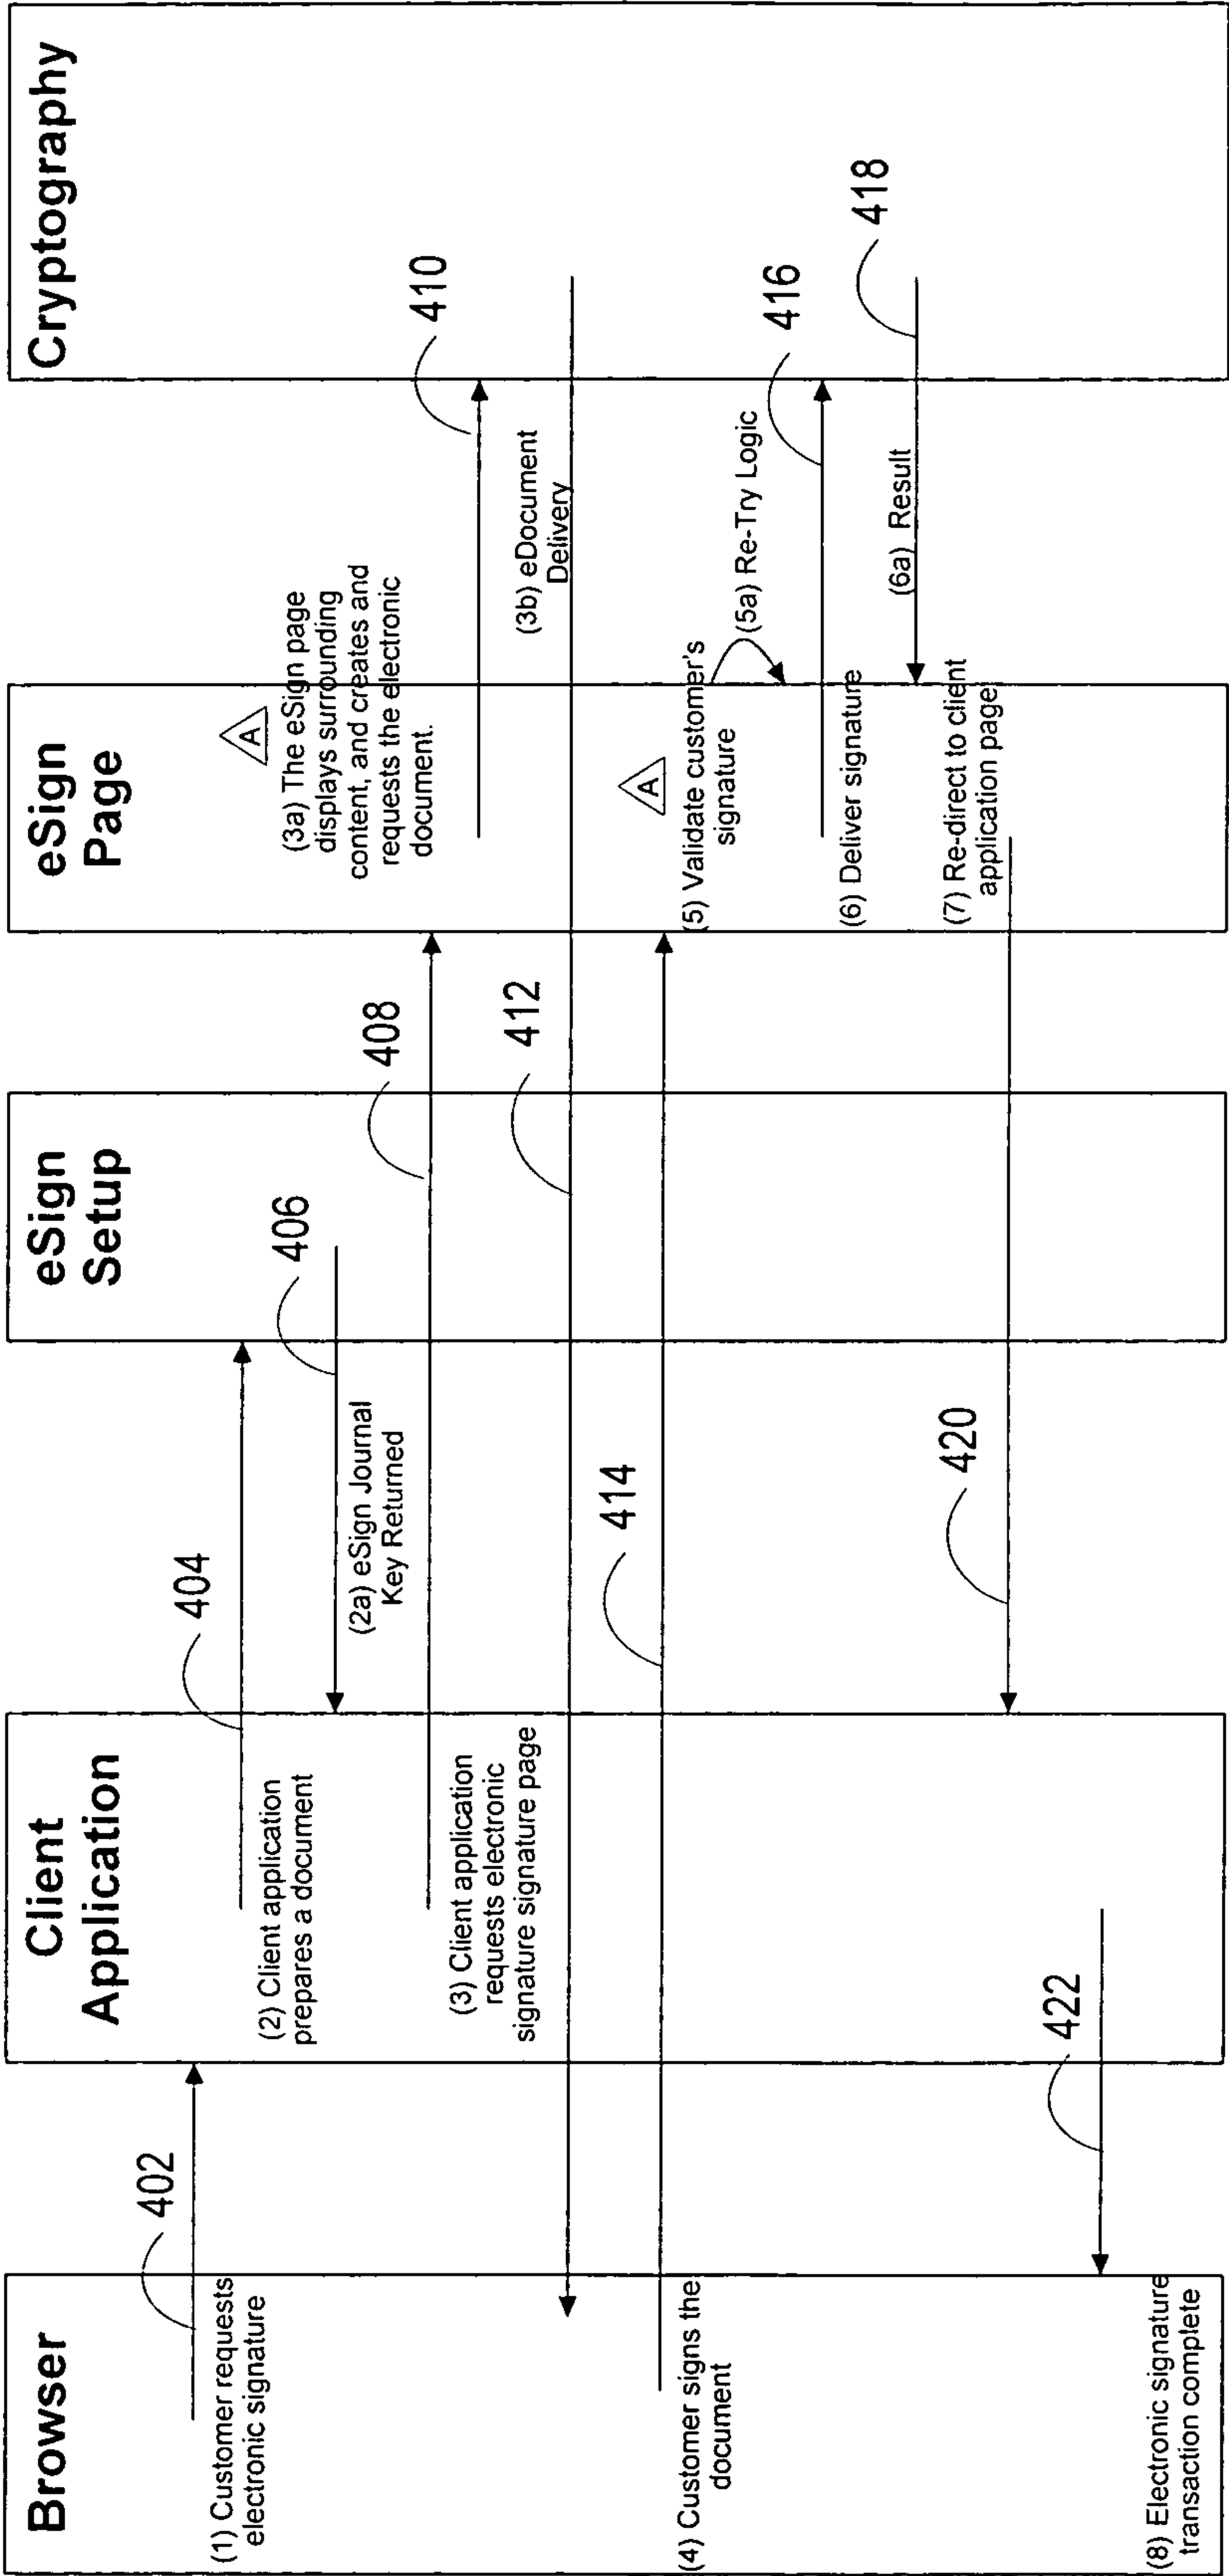 Browser
Client
Application
eSign
Setup
eSign
Page
Cryptography
402
(1) Customer requests
electronic signature
404
(2) Client application
prepares a document
406
(2a) eSign Journal
Key Returned
408
(3) Client application
requests electronic
signature signature page
A
(3a) The eSign page
displays surrounding
content, and creates and
requests the electronic
document.
410
(3b) eDocument
Delivery
412
414
(4) Customer signs the
document
A
(5) Validate customer's
signature
(5a) Re-Try Logic
416
(6) Deliver signature
418
(6a) Result
(7) Re-direct to client
application page
420
422
(8) Electronic signature
transaction complete